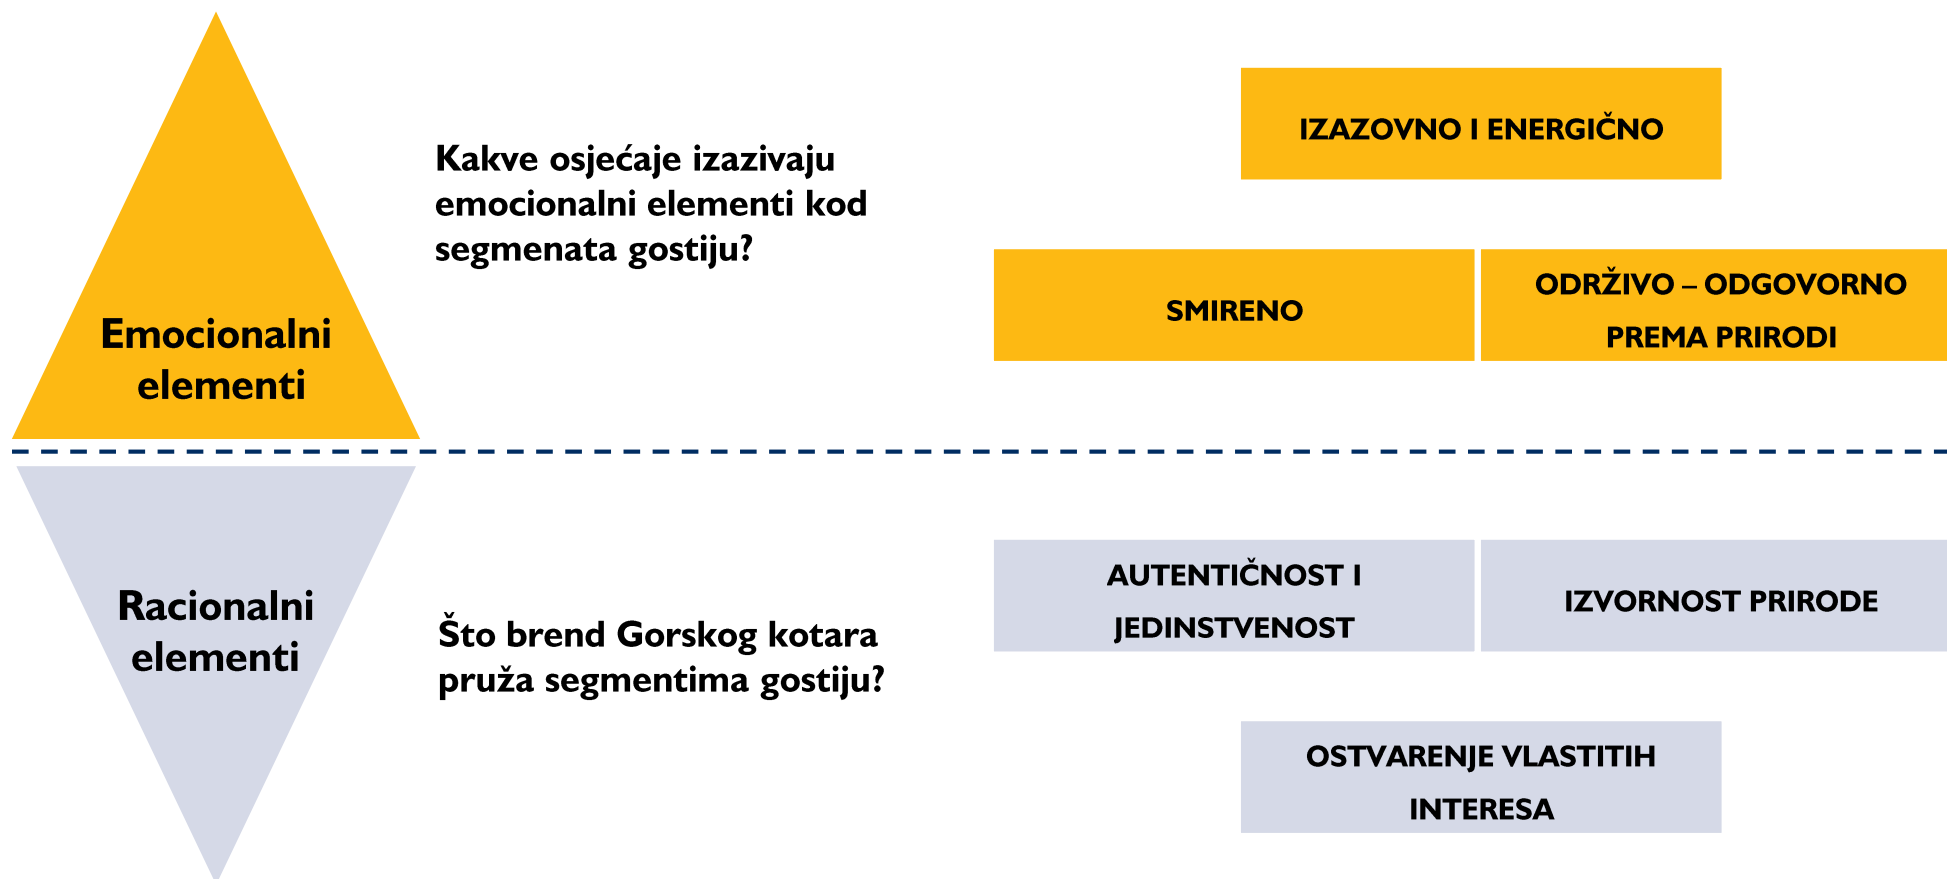 Emocionalni
elementi
Kakve osjećaje izazivaju
emocionalni elementi kod
segmenata gostiju?
IZAZOVNO I ENERGIČNO
SMIRENO
ODRŽIVO – ODGOVORNO
PREMA PRIRODI
Racionalni
elementi
Što brend Gorskog kotara
pruža segmentima gostiju?
AUTENTIČNOST I
JEDINSTVENOST
IZVORNOST PRIRODE
OSTVARENJE VLASTITIH
INTERESA